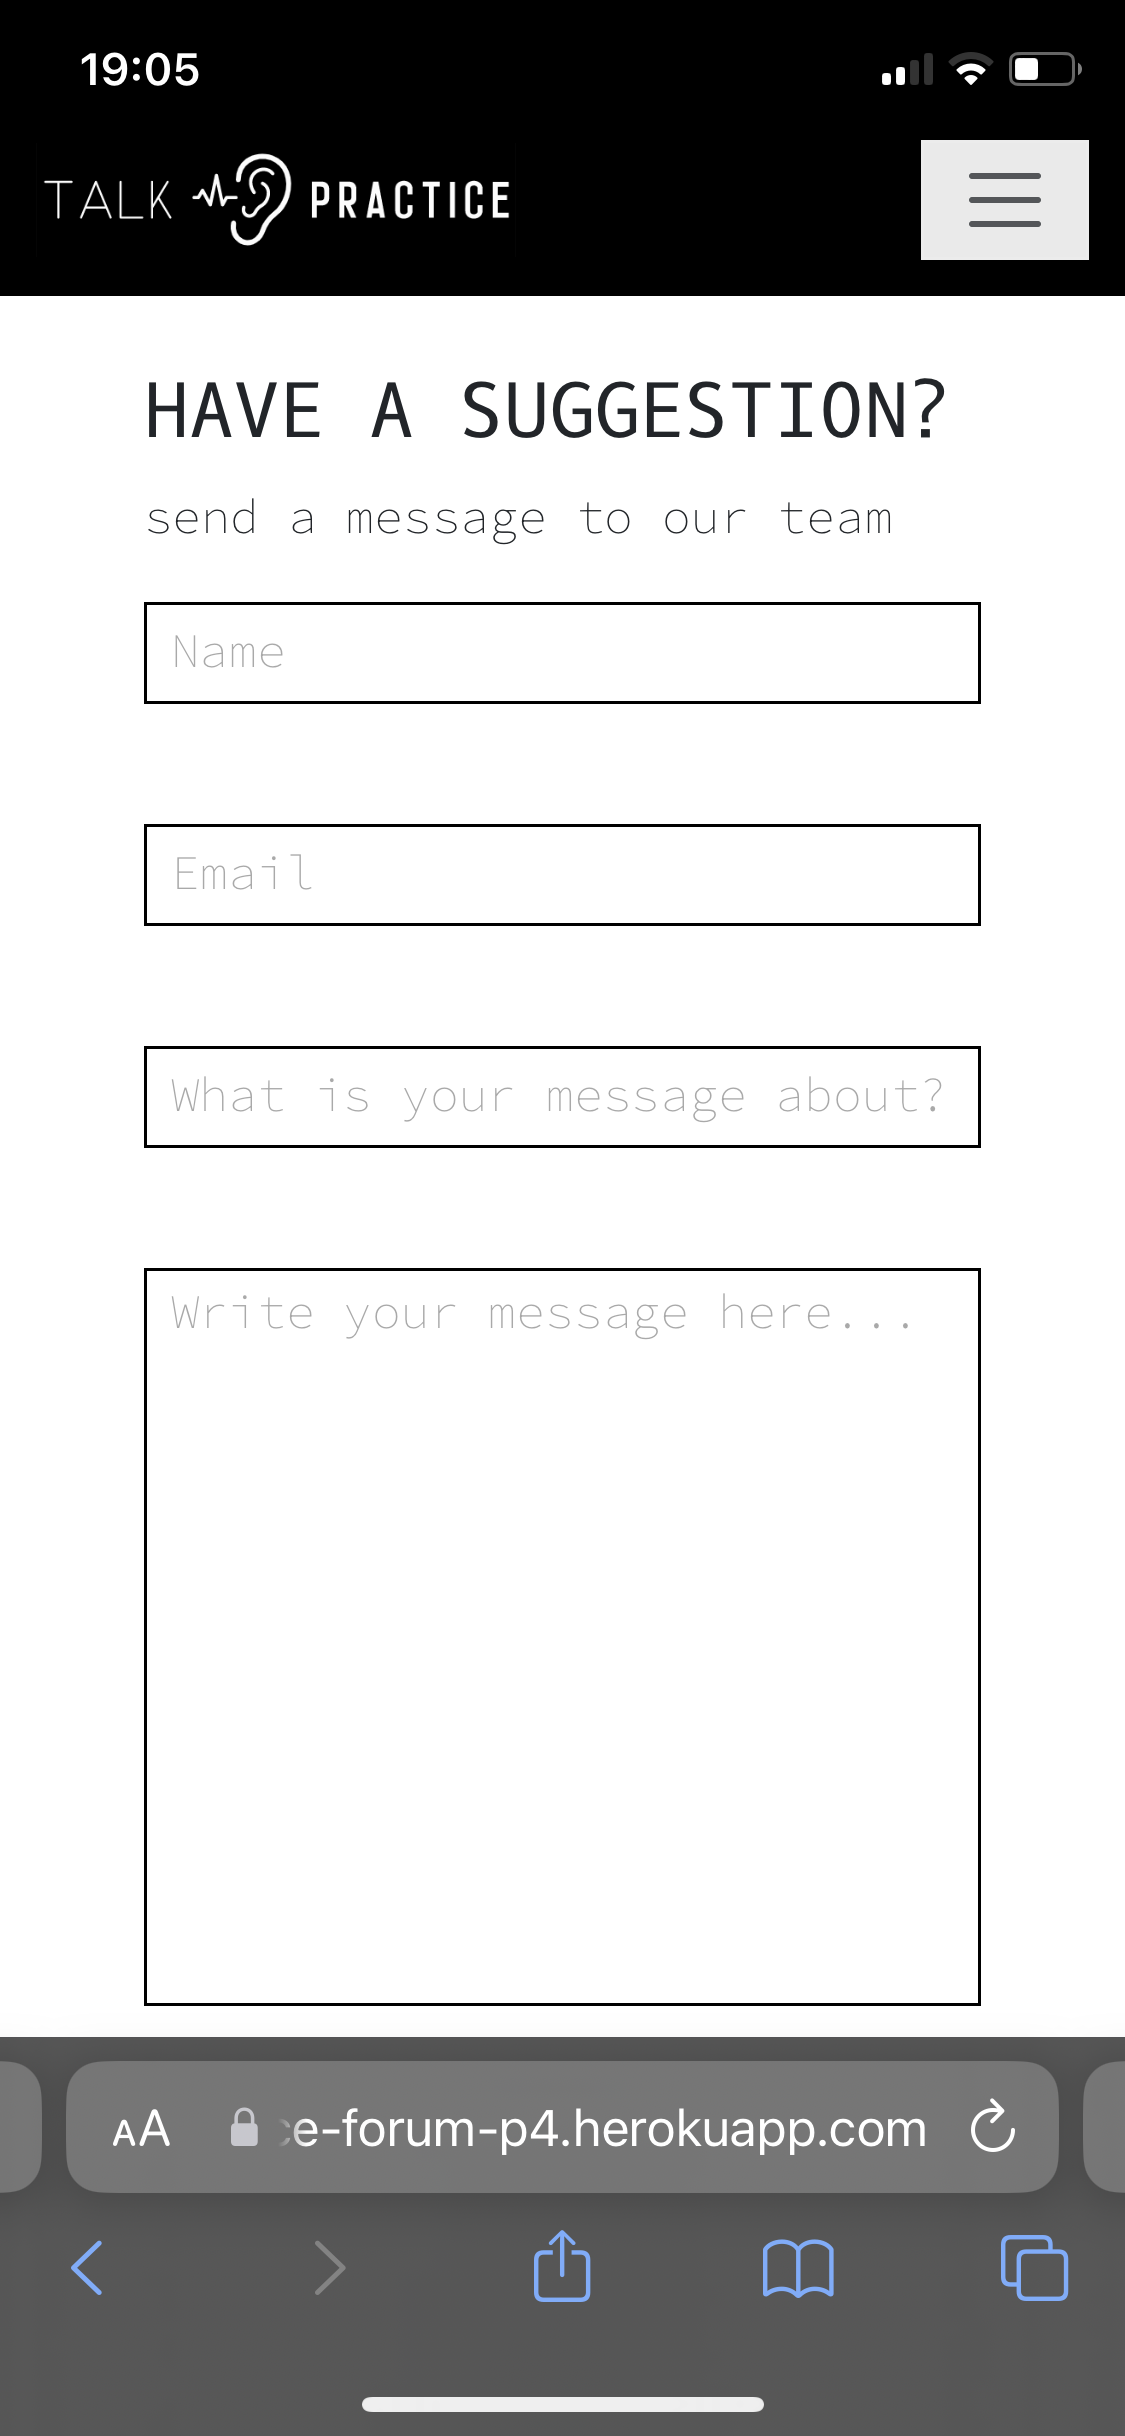 19:05
TALK PRACTICE
HAVE A SUGGESTION?
send a message to our team
Name
Email
What is your message about?
Write your message here...
AA e-forum-p4.herokuapp.com